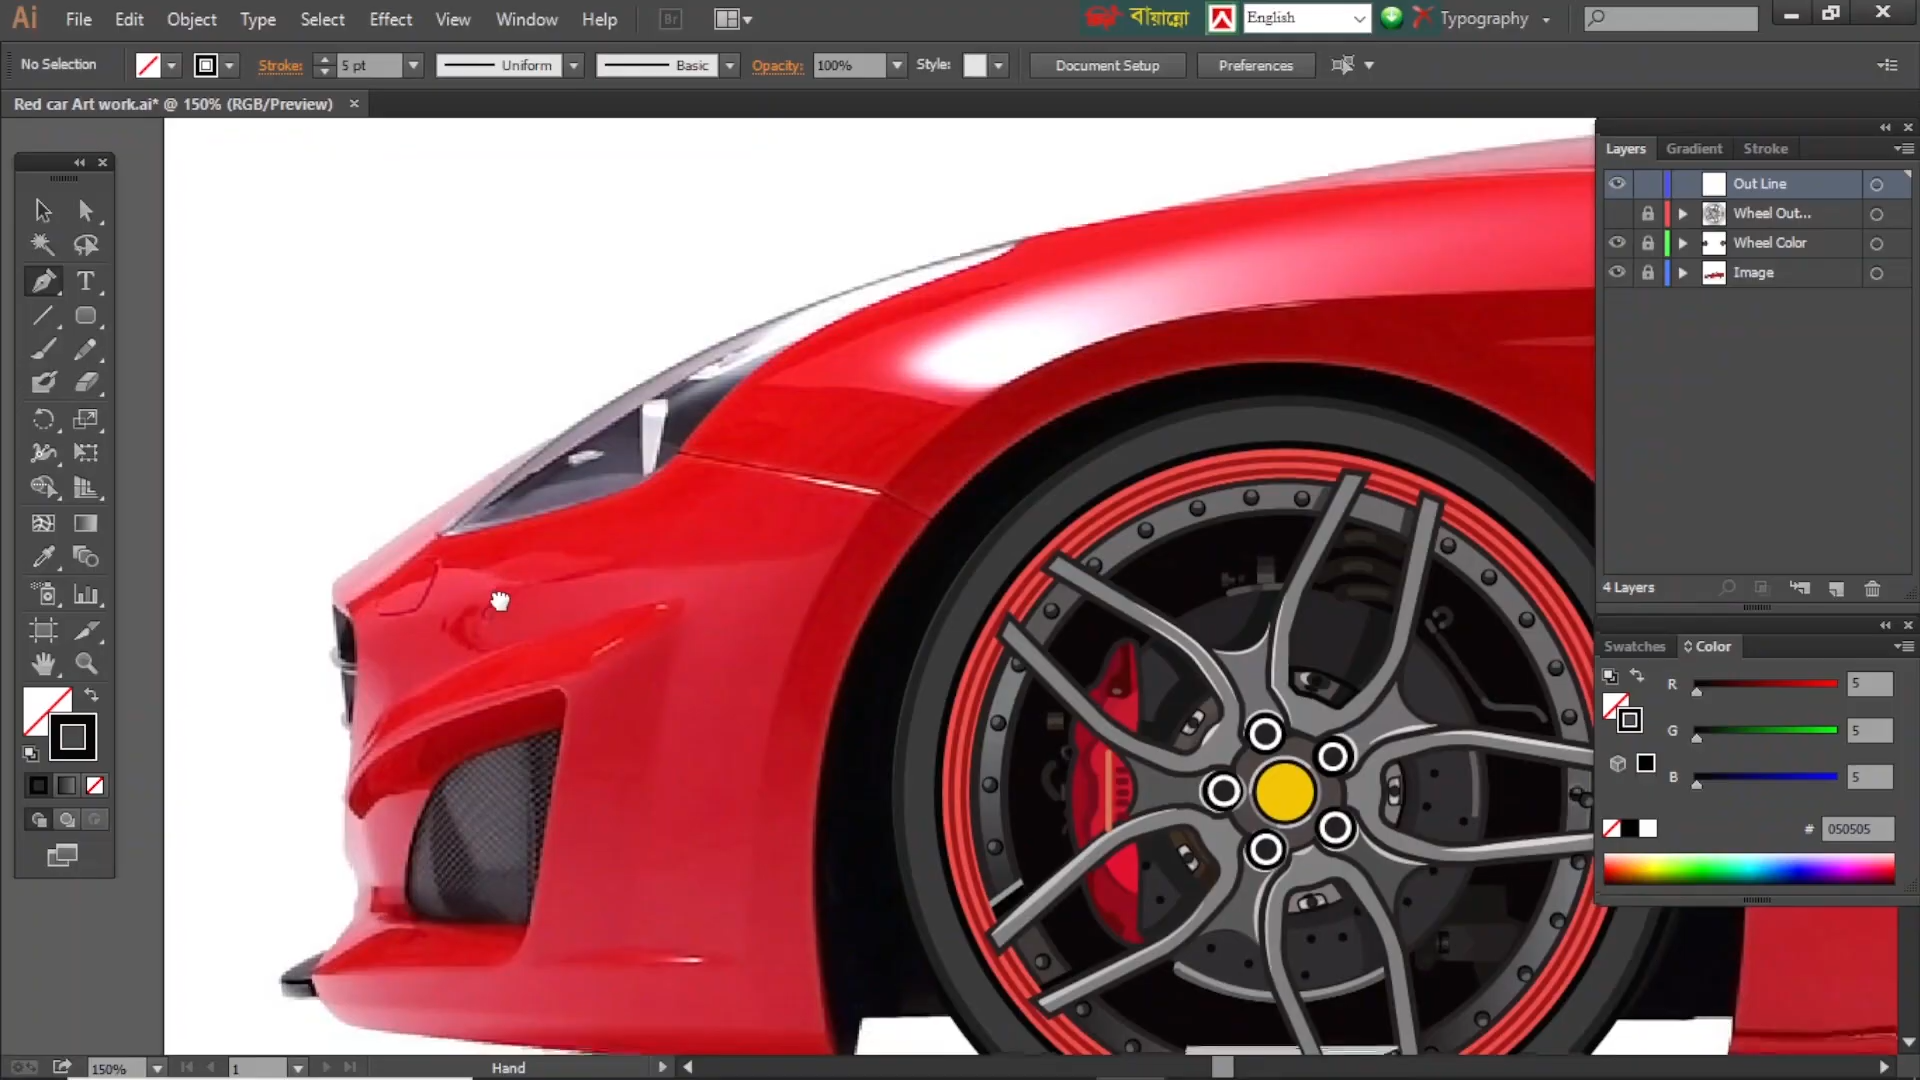 Ai File Edit Object Type Select Effect View Window Help Br বায়ান্নো English Typography
No Selection Stroke: 5 pt Uniform Basic Opacity: 100% Style: Document Setup Preferences
Red car Art work.ai* @ 150% (RGB/Preview)
Layers Gradient Stroke
Out Line
Wheel Out...
Wheel Color
Image
4 Layers
Swatches Color
R 5
G 5
B 5
# 050505
150% 1 Hand